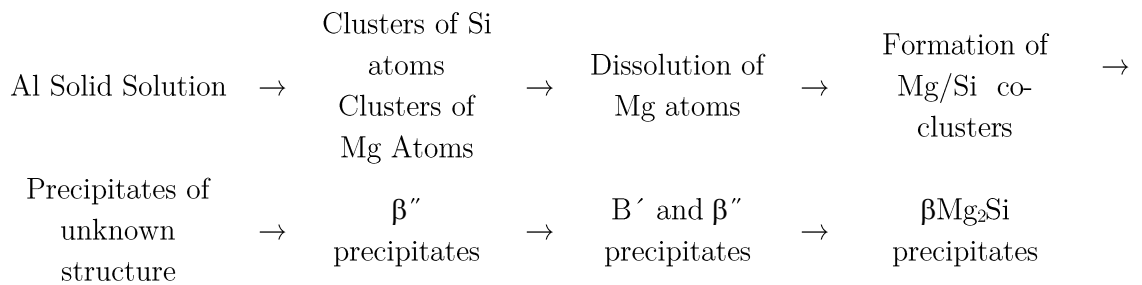 Al Solid Solution
→
Clusters of Si
atoms
Clusters of
Mg Atoms
→
Dissolution of
Mg atoms
→
Formation of
Mg/Si co-
clusters
→
Precipitates of
unknown
structure
→
β˝
precipitates
→
B´ and β˝
precipitates
→
βMg₂Si
precipitates